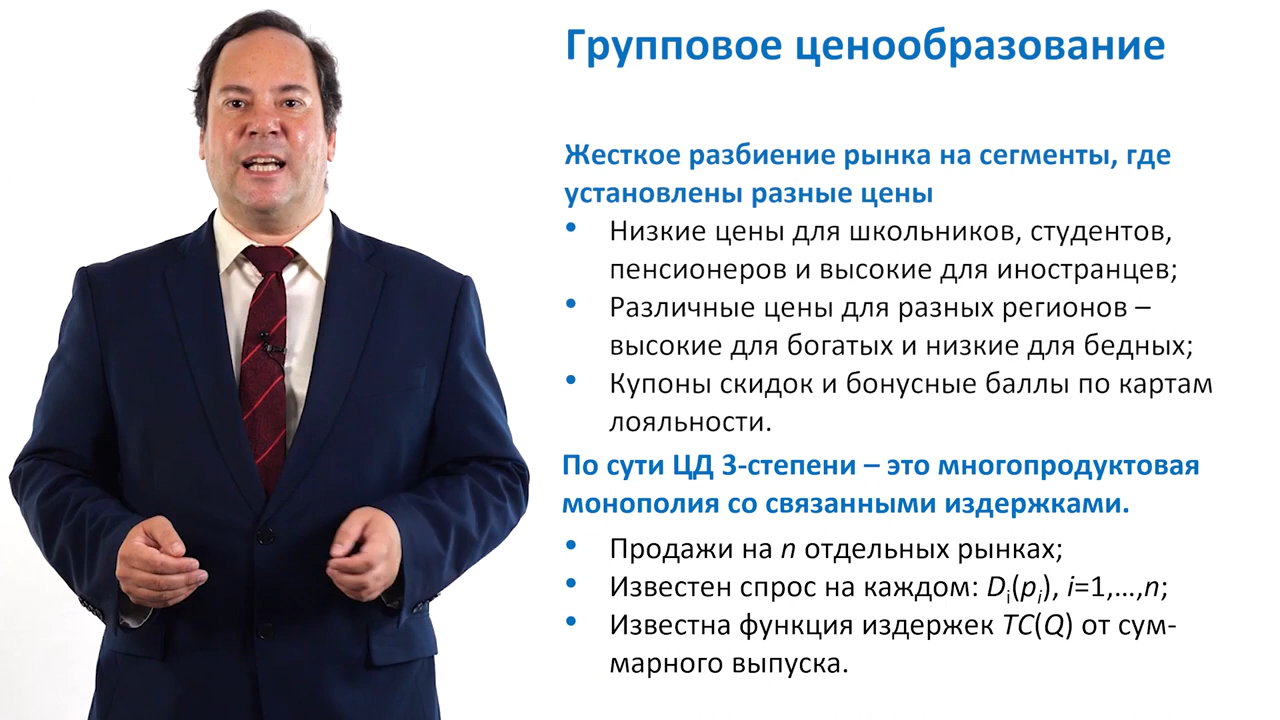 Групповое ценообразование
Жесткое разбиение рынка на сегменты, где
установлены разные цены
• Низкие цены для школьников, студентов,
пенсионеров и высокие для иностранцев;
• Различные цены для разных регионов –
высокие для богатых и низкие для бедных;
• Купоны скидок и бонусные баллы по картам
лояльности.
По сути ЦД 3-степени – это многопродуктовая
монополия со связанными издержками.
• Продажи на n отдельных рынках;
• Известен спрос на каждом: Di(pi), i=1,...,n;
• Известна функция издержек TC(Q) от сум-
марного выпуска.